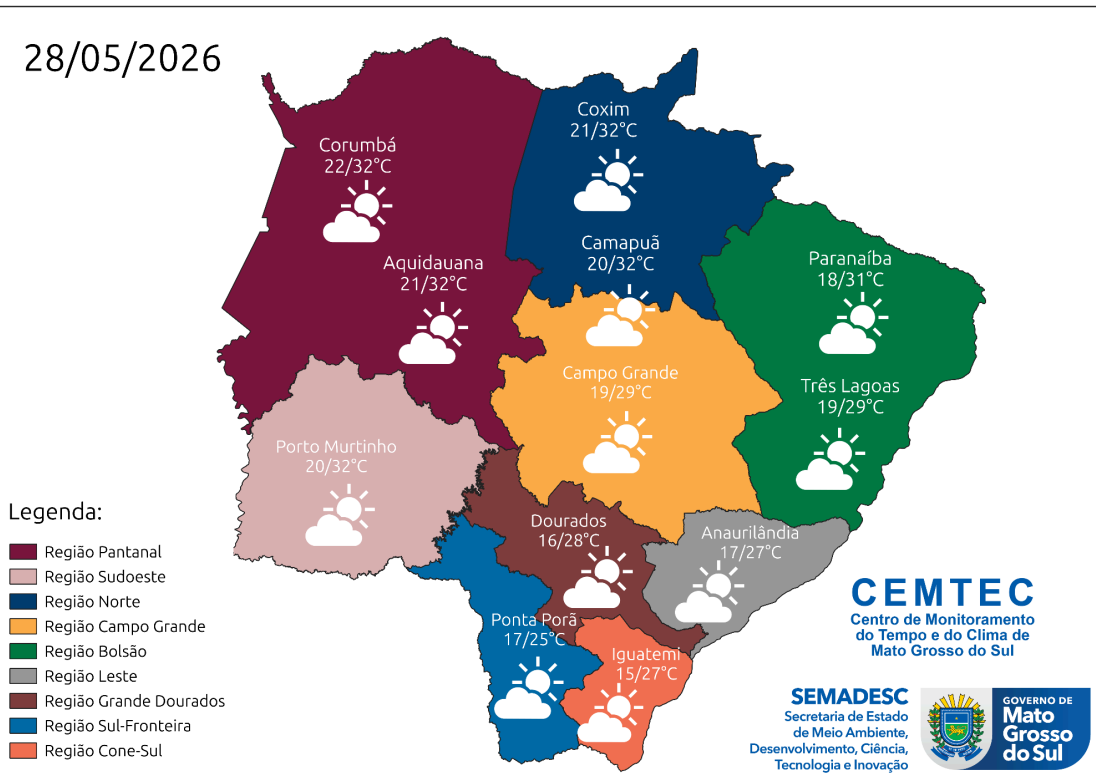 28/05/2026
Coxim
21/32°C
Corumbá
22/32°C
Camapuã
20/32°C
Aquidauana
21/32°C
Paranaíba
18/31°C
Campo Grande
19/29°C
Três Lagoas
19/29°C
Porto Murtinho
20/32°C
Dourados
16/28°C
Anaurilândia
17/27°C
Ponta Porã
17/25°C
Iguatemi
15/27°C
Legenda:
Região Pantanal
Região Sudoeste
Região Norte
Região Campo Grande
Região Bolsão
Região Leste
Região Grande Dourados
Região Sul-Fronteira
Região Cone-Sul
CEMTEC
Centro de Monitoramento
do Tempo e do Clima de
Mato Grosso do Sul
SEMADESC
Secretaria de Estado
de Meio Ambiente,
Desenvolvimento, Ciência,
Tecnologia e Inovação
GOVERNO DE
Mato
Grosso
do Sul